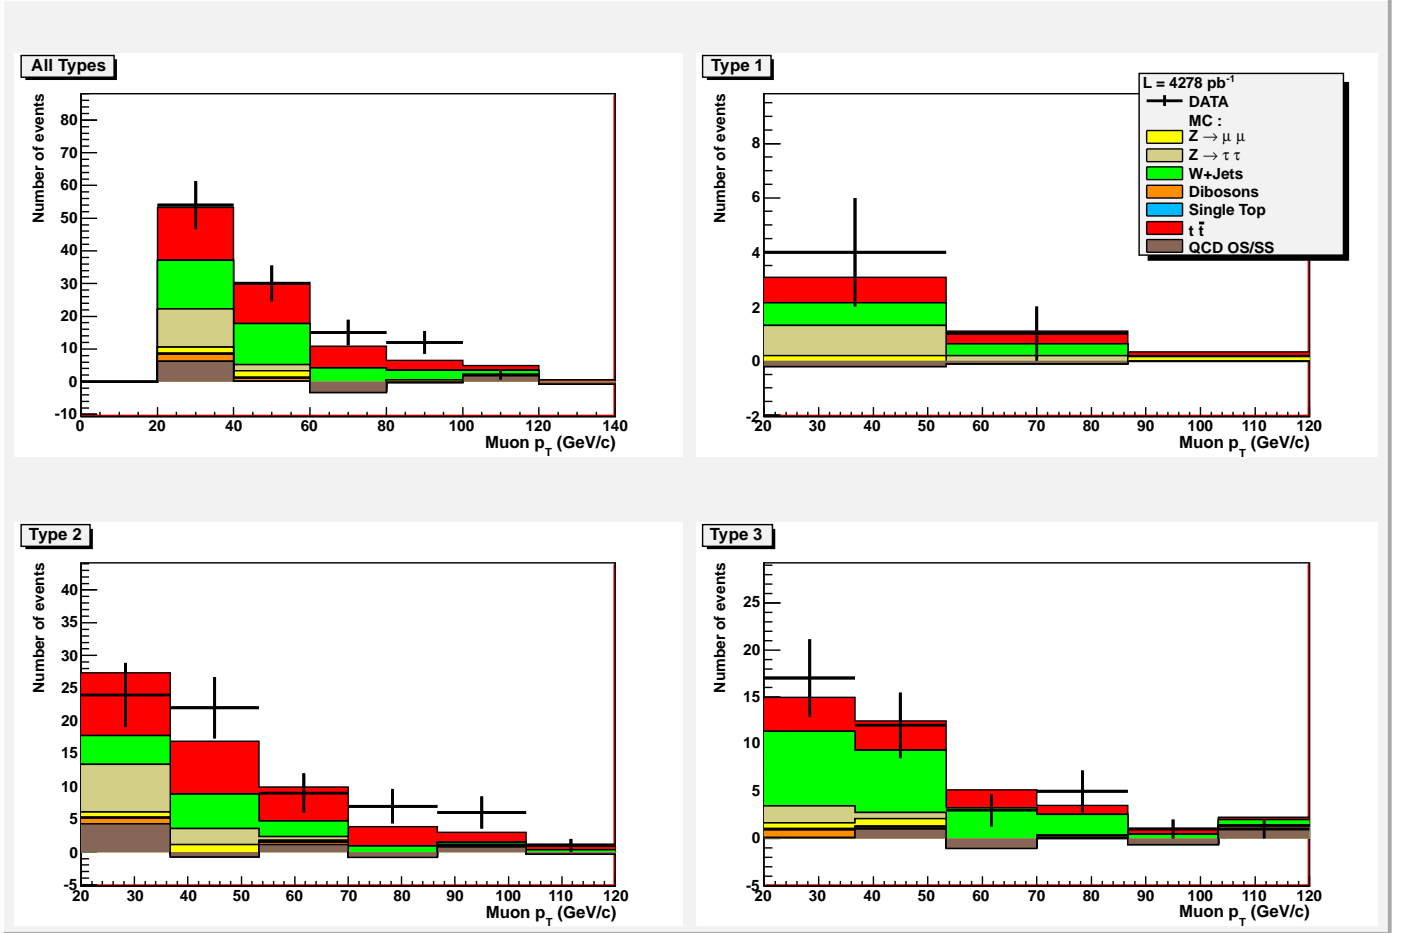 All Types
Number of events
80
70
60
50
40
30
20
10
0
-10
0 20 40 60 80 100 120 140
Muon p_T (GeV/c)
Type 1
Number of events
8
6
4
2
0
-2
20 30 40 50 60 70 80 90 100 110 120
Muon p_T (GeV/c)
L = 4278 pb⁻¹
DATA
MC :
Z → μ μ
Z → τ τ
W+Jets
Dibosons
Single Top
t t̄
QCD OS/SS
Type 2
Number of events
40
35
30
25
20
15
10
5
0
-5
20 30 40 50 60 70 80 90 100 110 120
Muon p_T (GeV/c)
Type 3
Number of events
25
20
15
10
5
0
-5
20 30 40 50 60 70 80 90 100 110 120
Muon p_T (GeV/c)